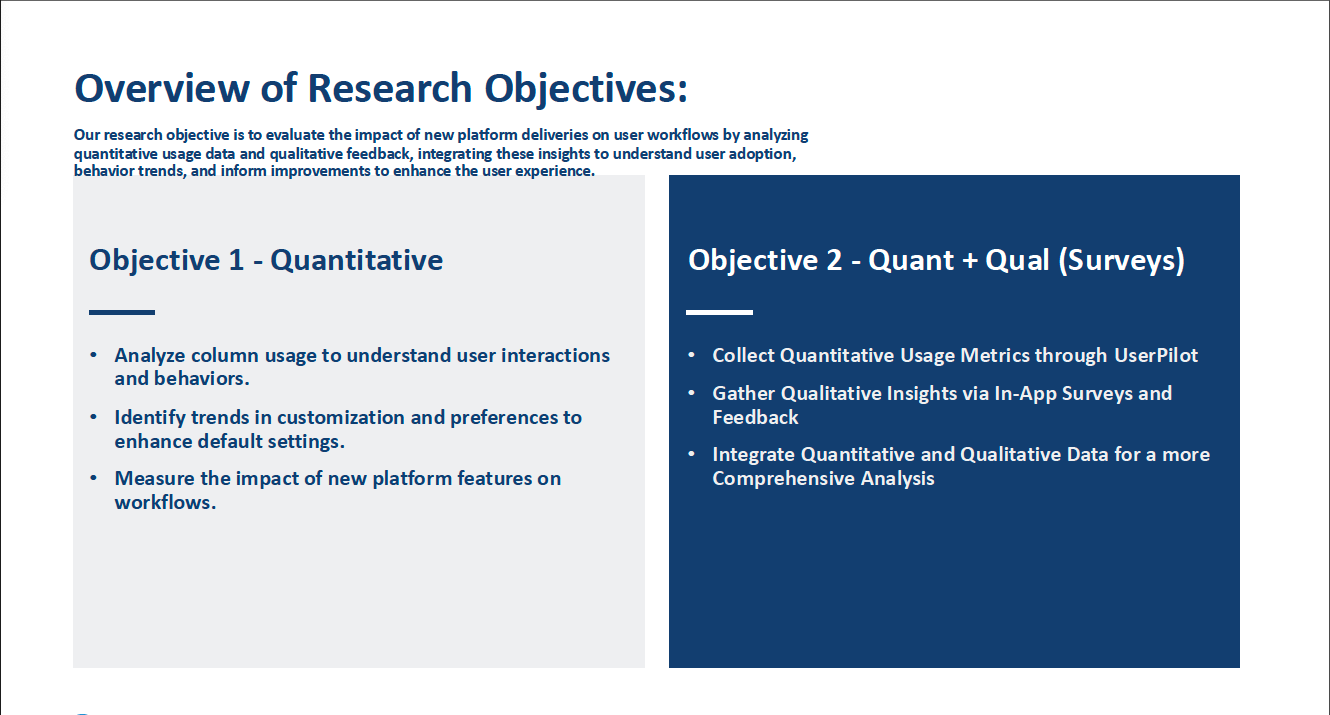 Overview of Research Objectives:
Our research objective is to evaluate the impact of new platform deliveries on user workflows by analyzing
quantitative usage data and qualitative feedback, integrating these insights to understand user adoption,
behavior trends, and inform improvements to enhance the user experience.
Objective 1 - Quantitative
• Analyze column usage to understand user interactions
and behaviors.
• Identify trends in customization and preferences to
enhance default settings.
• Measure the impact of new platform features on
workflows.
Objective 2 - Quant + Qual (Surveys)
• Collect Quantitative Usage Metrics through UserPilot
• Gather Qualitative Insights via In-App Surveys and
Feedback
• Integrate Quantitative and Qualitative Data for a more
Comprehensive Analysis